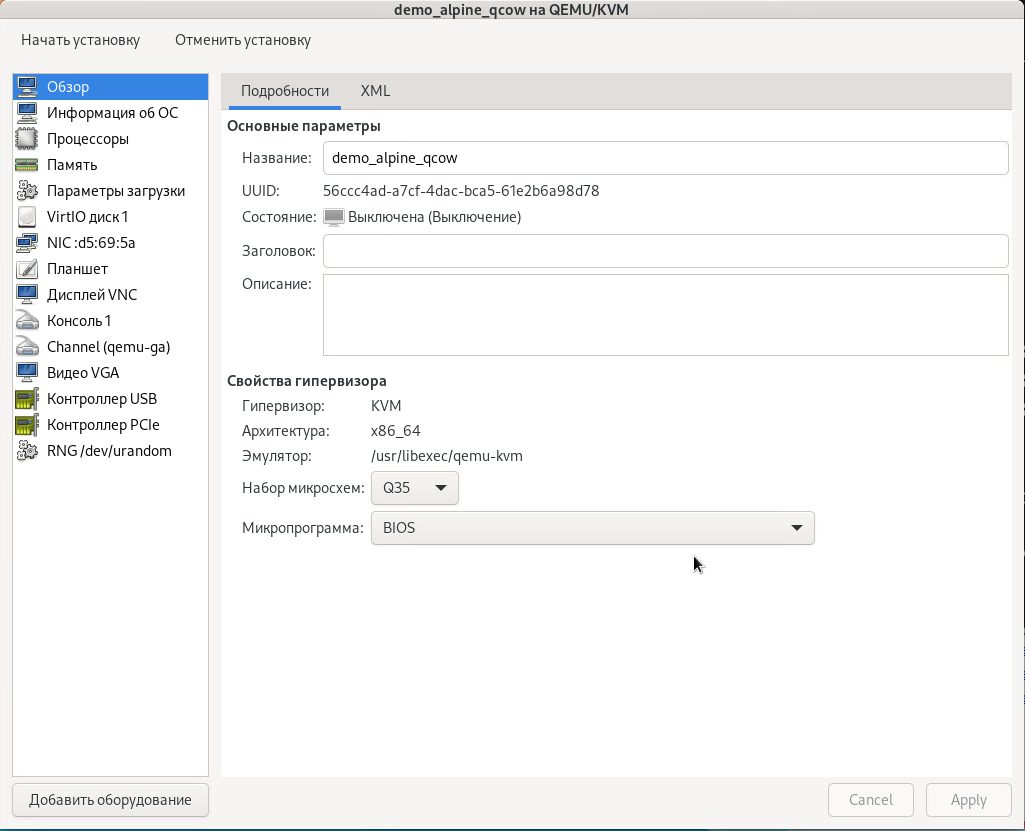 demo_alpine_qcow на QEMU/KVM
Начать установку Отменить установку
Обзор
Информация об ОС
Процессоры
Память
Параметры загрузки
VirtIO диск 1
NIC :d5:69:5a
Планшет
Дисплей VNC
Консоль 1
Channel (qemu-ga)
Видео VGA
Контроллер USB
Контроллер PCIe
RNG /dev/urandom
Добавить оборудование
Подробности XML
Основные параметры
Название: demo_alpine_qcow
UUID: 56ccc4ad-a7cf-4dac-bca5-61e2b6a98d78
Состояние: Выключена (Выключение)
Заголовок:
Описание:
Свойства гипервизора
Гипервизор: KVM
Архитектура: x86_64
Эмулятор: /usr/libexec/qemu-kvm
Набор микросхем: Q35
Микропрограмма: BIOS
Cancel Apply